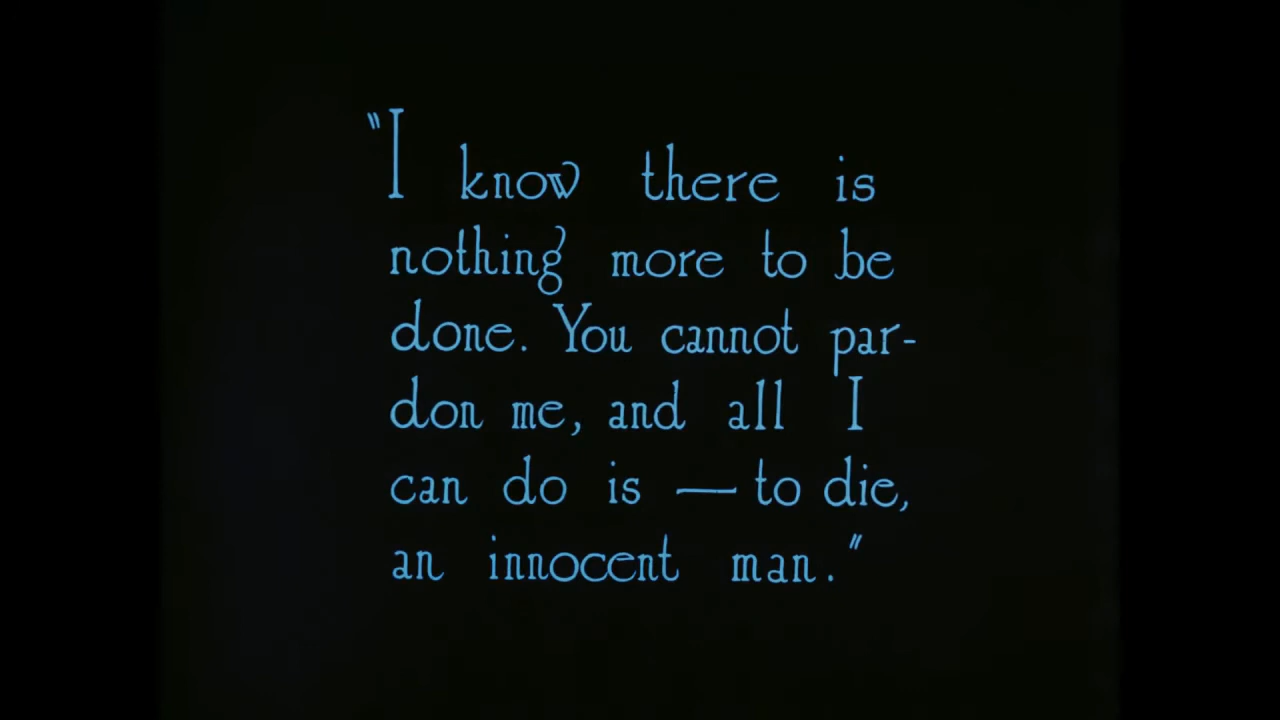 "I know there is
nothing more to be
done. You cannot par-
don me, and all I
can do is — to die,
an innocent man."